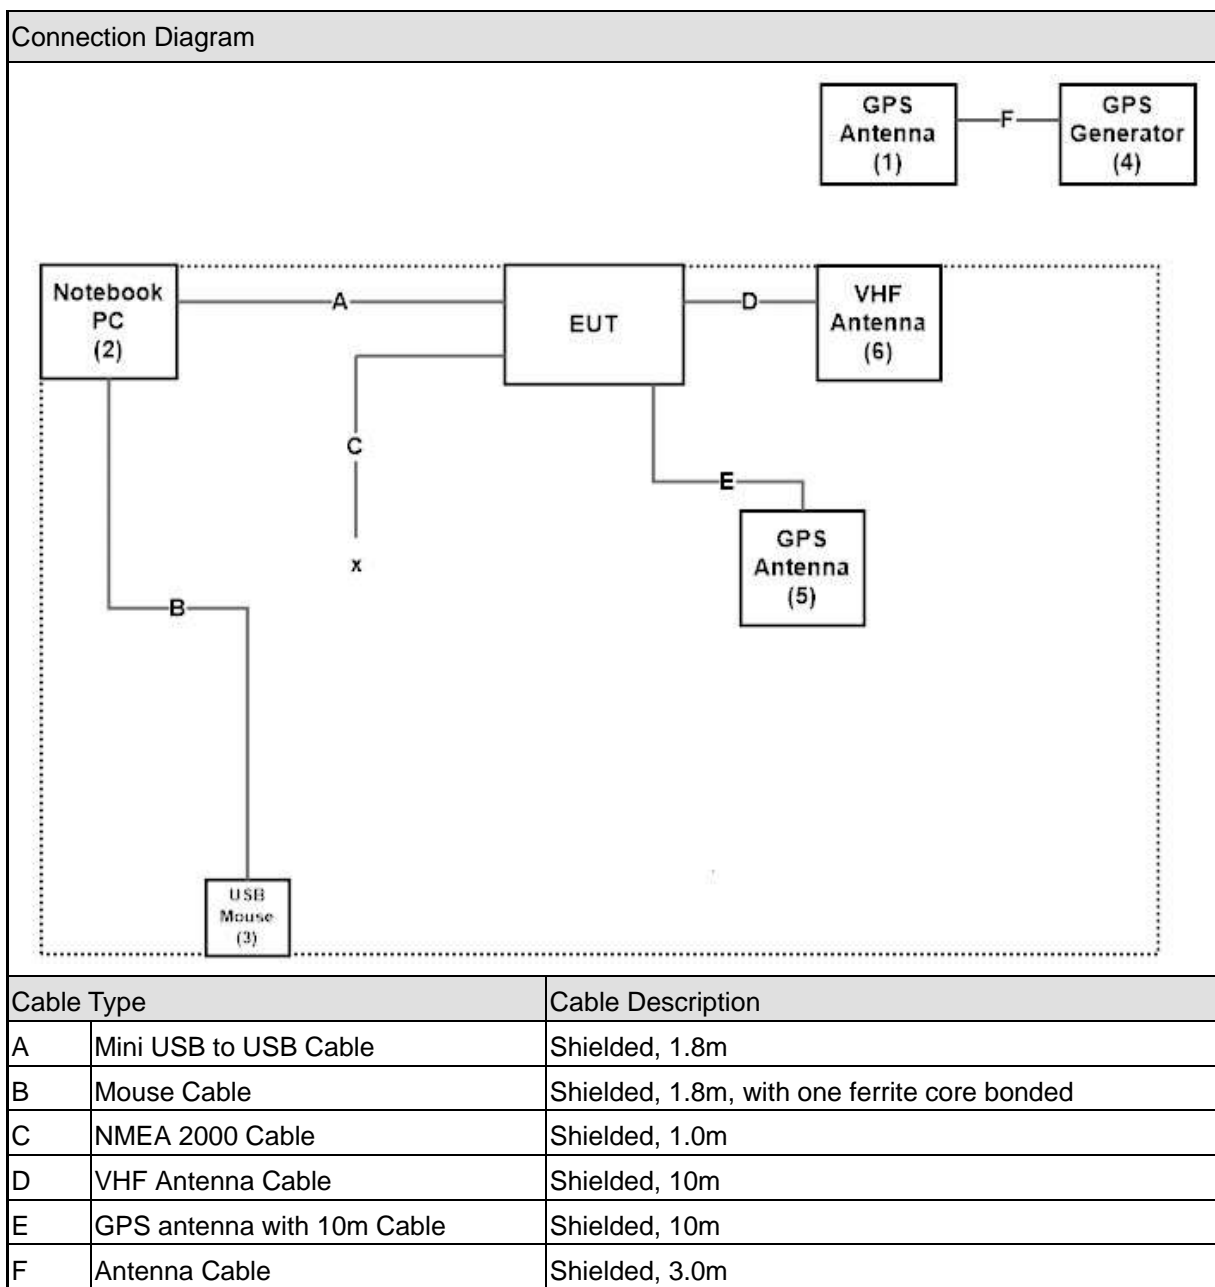 Connection Diagram
GPS
Antenna
(1)
F
GPS
Generator
(4)
Notebook
PC
(2)
A
EUT
D
VHF
Antenna
(6)
C
x
E
GPS
Antenna
(5)
B
USB
Mouse
(3)
Cable Type Cable Description
A Mini USB to USB Cable Shielded, 1.8m
B Mouse Cable Shielded, 1.8m, with one ferrite core bonded
C NMEA 2000 Cable Shielded, 1.0m
D VHF Antenna Cable Shielded, 10m
E GPS antenna with 10m Cable Shielded, 10m
F Antenna Cable Shielded, 3.0m